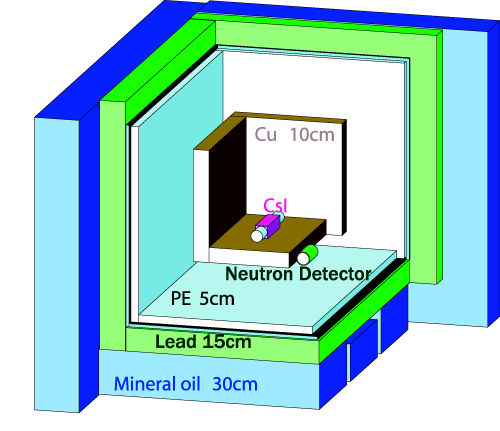 Cu 10cm
CsI
Neutron Detector
PE 5cm
Lead 15cm
Mineral oil 30cm